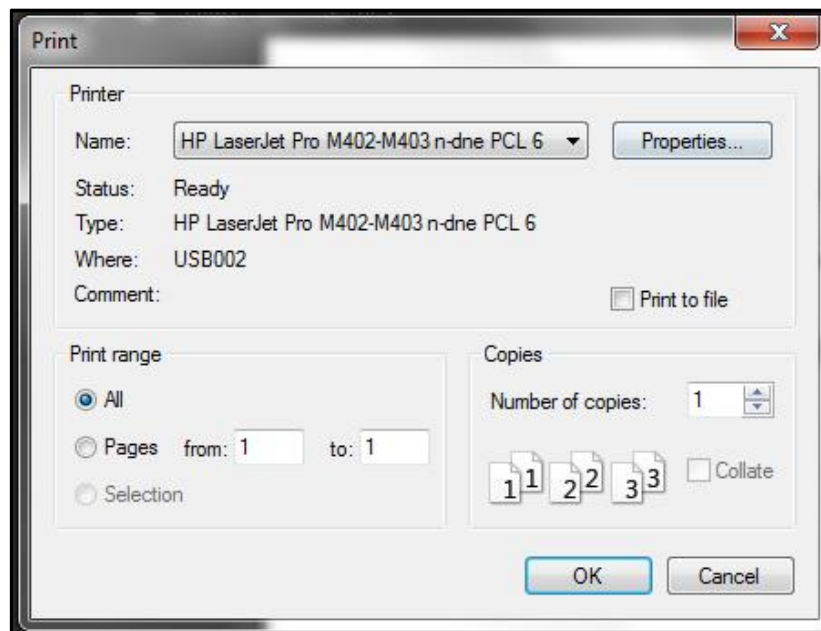 Print
Printer
Name: HP LaserJet Pro M402-M403 n-dne PCL 6 Properties...
Status: Ready
Type: HP LaserJet Pro M402-M403 n-dne PCL 6
Where: USB002
Comment: Print to file
Print range
All
Pages from: 1 to: 1
Selection
Copies
Number of copies: 1
1 1 2 2 3 3 Collate
OK Cancel